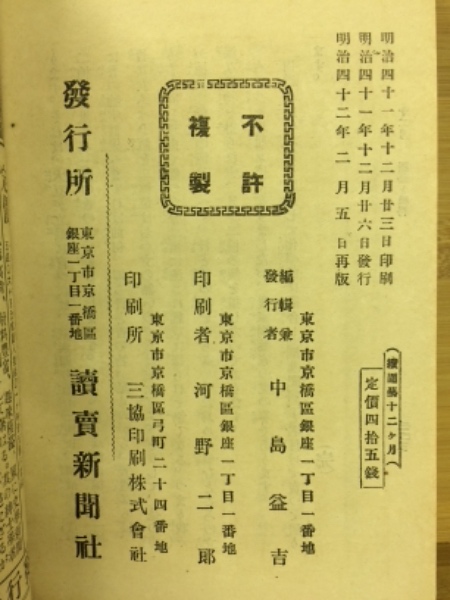 明治四十一年十二月廿三日印刷
明治四十一年十二月廿六日發行
明治四十二年二月五日再版
園藝十二ヶ月
定價四拾五錢
不許
複製
東京市京橋區銀座一丁目一番地
編輯兼
發行者
中島益吉
東京市京橋區銀座一丁目一番地
印刷者 河野二郎
東京市京橋區弓町二十四番地
印刷所 三協印刷株式會社
發行所
東京市京橋區
銀座一丁目一番地
讀賣新聞社